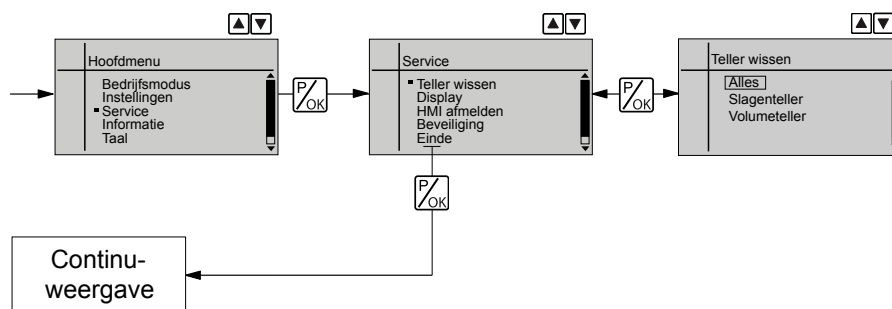 Hoofdmenu
Bedrijfsmodus
Instellingen
Service
Informatie
Taal
P/OK
Service
Teller wissen
Display
HMI afmelden
Beveiliging
Einde
P/OK
Teller wissen
Alles
Slagenteller
Volumeteller
P/OK
Continu-
weergave